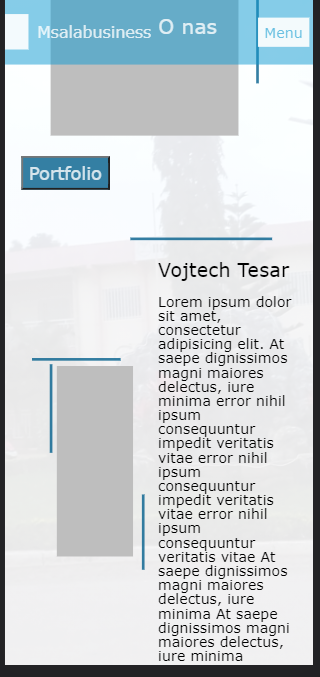 Msalabusiness O nas
Menu
Portfolio
Vojtech Tesar
Lorem ipsum dolor
sit amet,
consectetur
adipisicing elit. At
saepe dignissimos
magni maiores
delectus, iure
minima error nihil
ipsum
consequuntur
impedit veritatis
vitae error nihil
ipsum
consequuntur
impedit veritatis
vitae error nihil
ipsum
consequuntur
veritatis vitae At
saepe dignissimos
magni maiores
delectus, iure
minima At saepe
dignissimos magni
maiores delectus,
iure minima